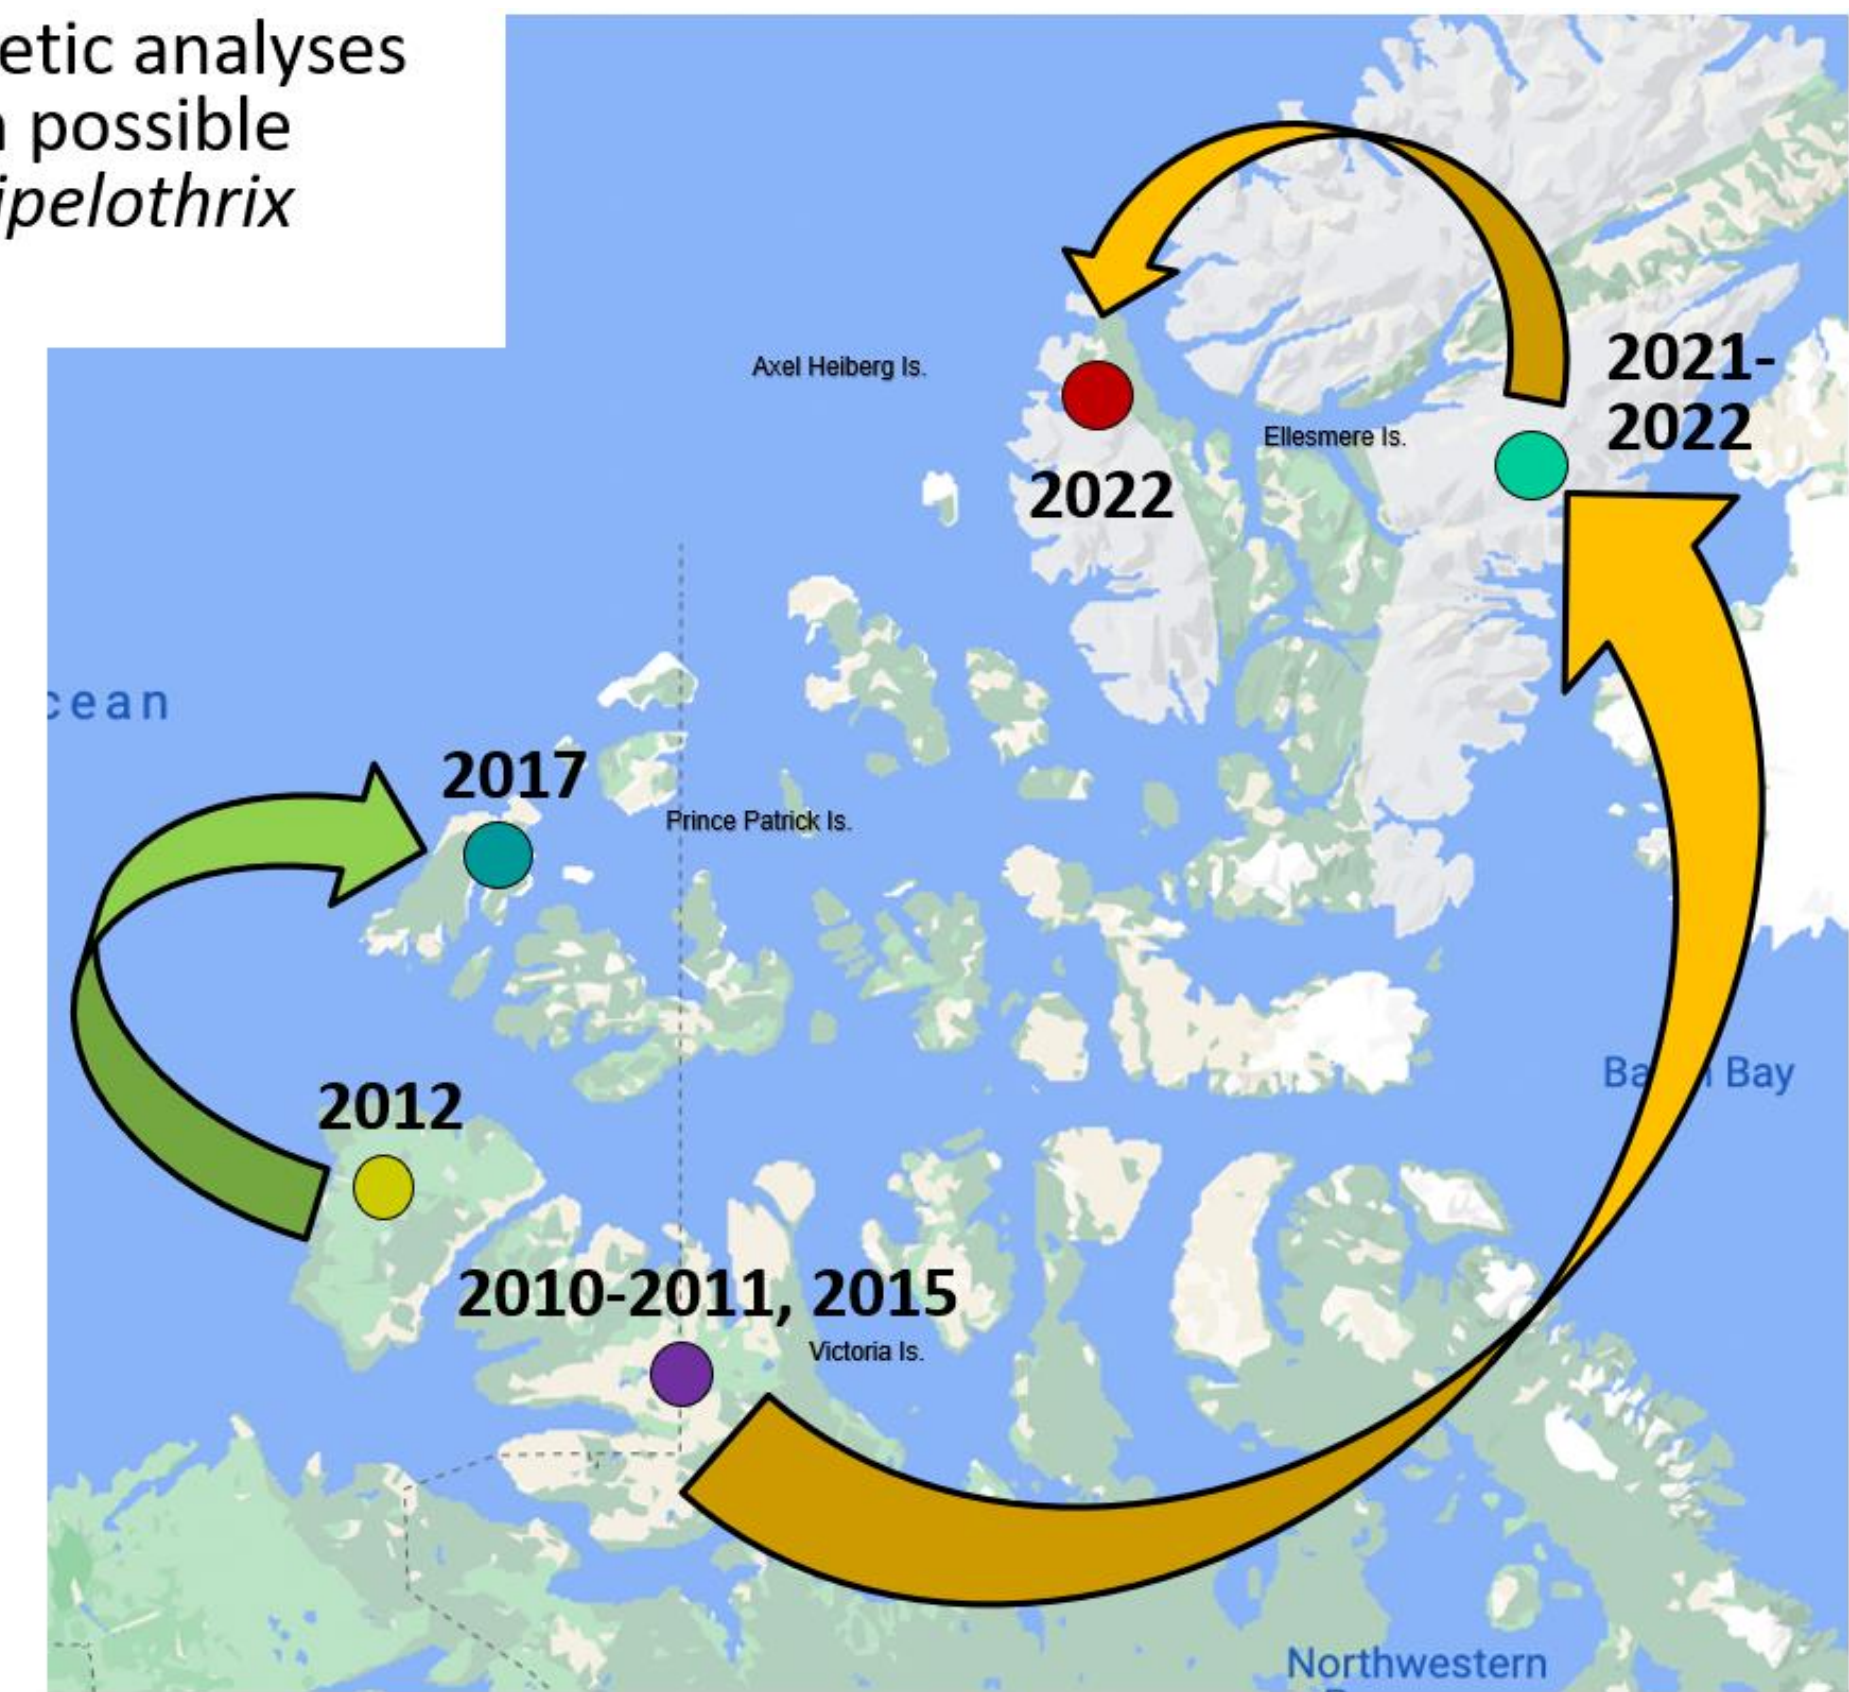 etic analyses
possible
ipelothrix
Axel Heiberg Is.
2021-
2022
Ellesmere Is.
2022
cean
2017
Prince Patrick Is.
2012
Bay
2010-2011, 2015
Victoria Is.
Northwestern